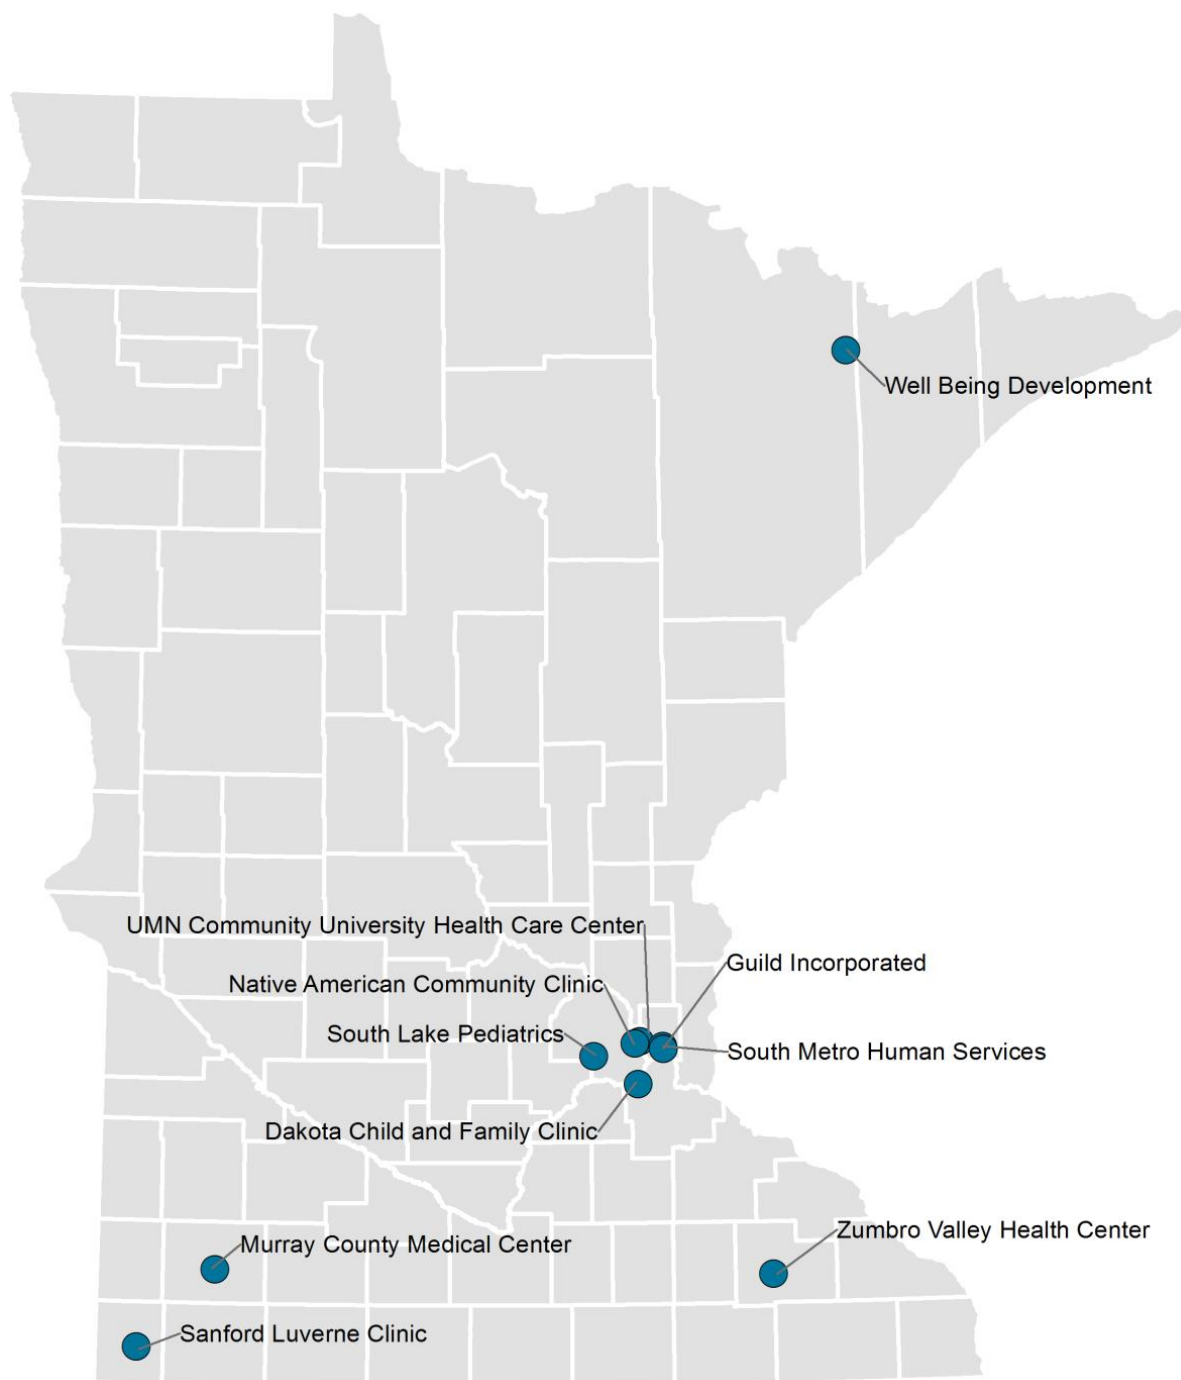 Well Being Development
UMN Community University Health Care Center
Guild Incorporated
Native American Community Clinic
South Lake Pediatrics
South Metro Human Services
Dakota Child and Family Clinic
Zumbro Valley Health Center
Murray County Medical Center
Sanford Luverne Clinic